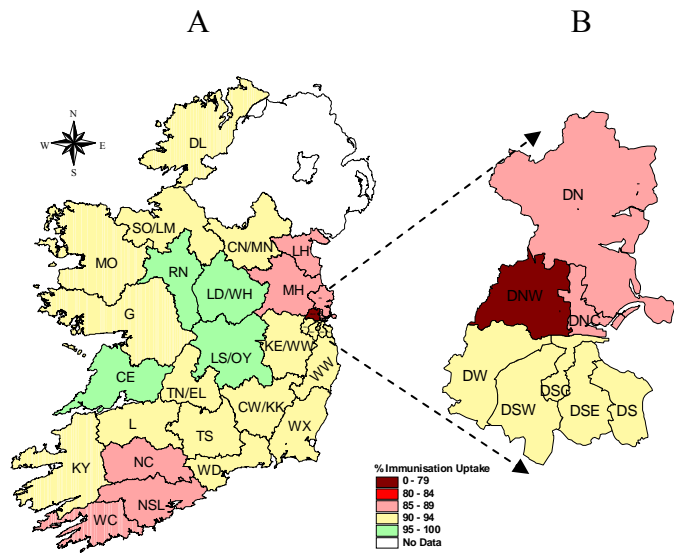 A
B
N
W E
S
DL
SO/LM
CN/MN
LH
MO
RN
LD/WH
MH
G
LS/OY
KE/WW
WW
CE
TN/EL
CW/KK
L
TS
WX
KY
NC
WD
NSL
WC
DN
DNW
DNC
DW
DSC
DSW
DSE
DS
% Immunisation Uptake
0 - 79
80 - 84
85 - 89
90 - 94
95 - 100
No Data